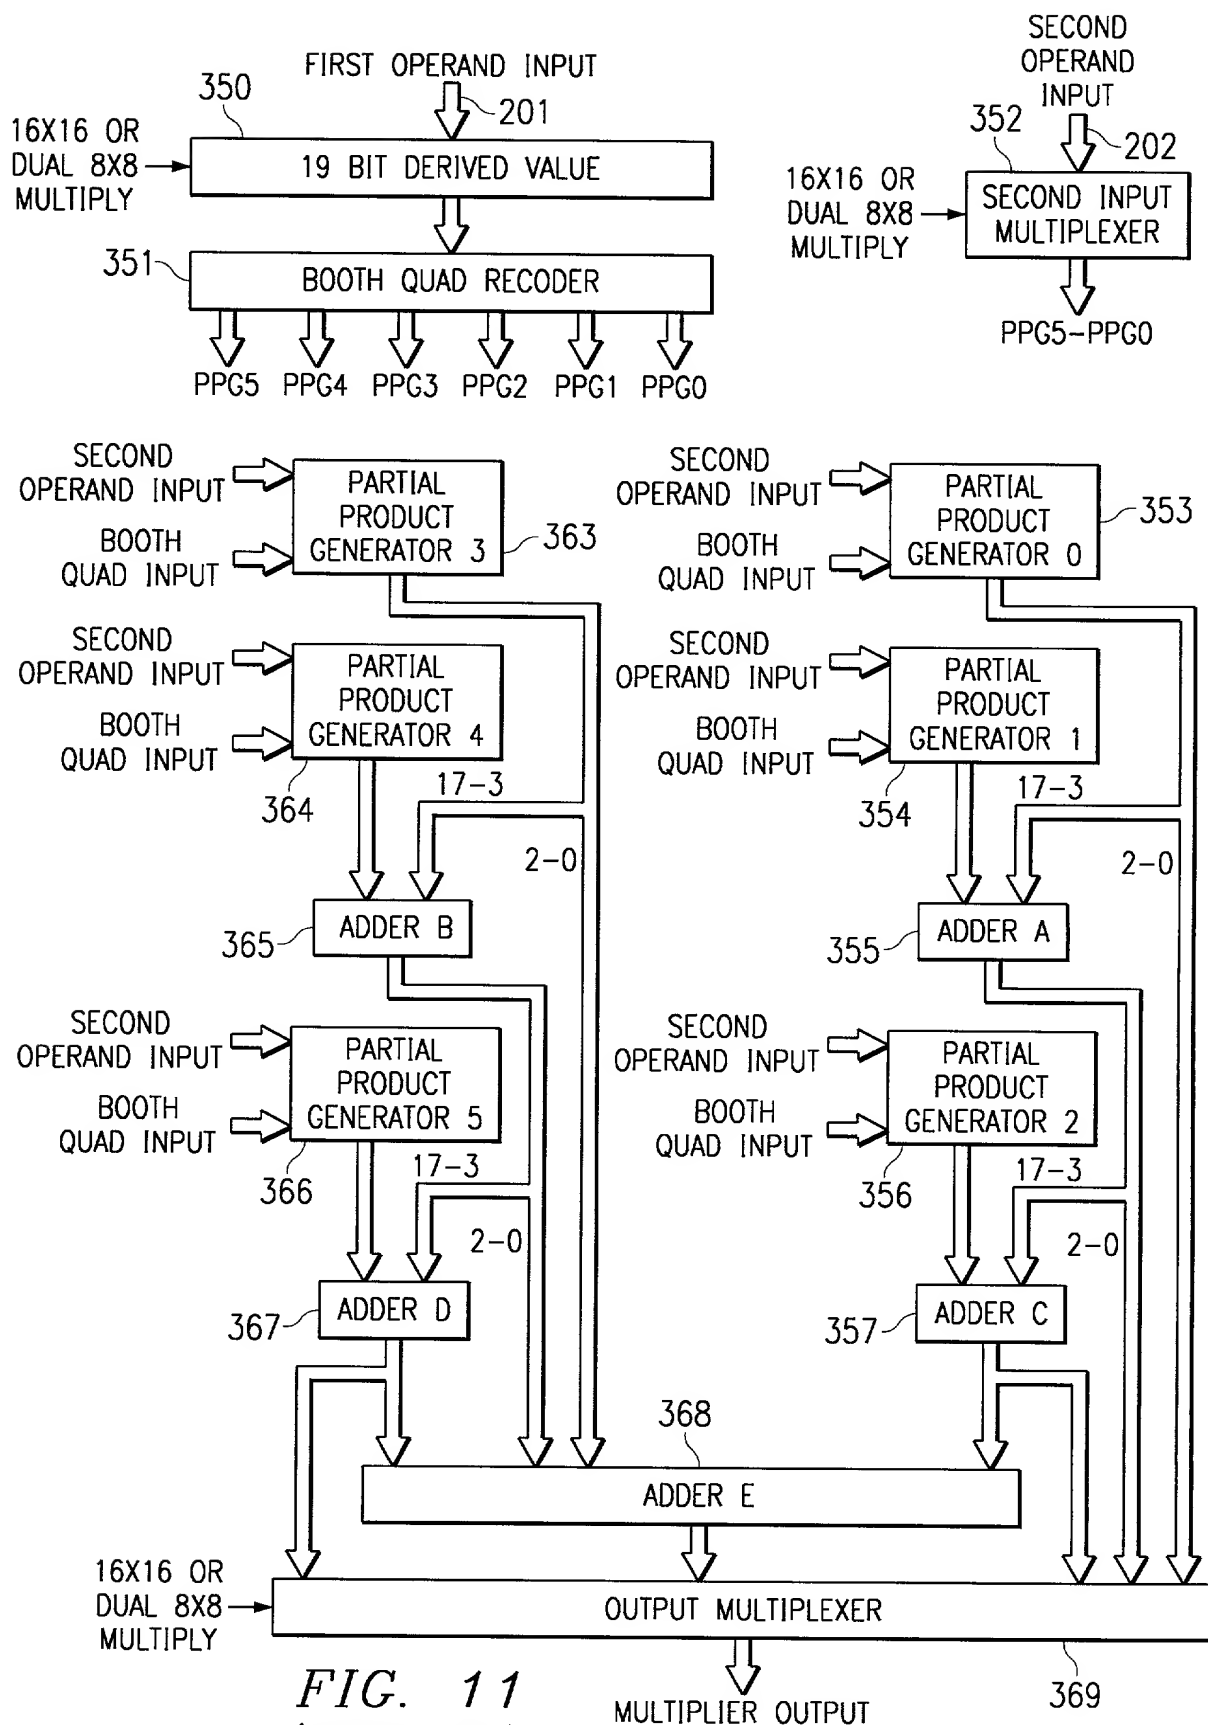 FIRST OPERAND INPUT
350
201
16X16 OR
DUAL 8X8
MULTIPLY
19 BIT DERIVED VALUE
351
BOOTH QUAD RECODER
PPG5 PPG4 PPG3 PPG2 PPG1 PPG0
SECOND
OPERAND
INPUT
352
202
16X16 OR
DUAL 8X8
MULTIPLY
SECOND INPUT
MULTIPLEXER
PPG5-PPG0
SECOND
OPERAND INPUT
BOOTH
QUAD INPUT
PARTIAL
PRODUCT
GENERATOR 3
363
SECOND
OPERAND INPUT
BOOTH
QUAD INPUT
PARTIAL
PRODUCT
GENERATOR 4
364
17-3
2-0
ADDER B
365
SECOND
OPERAND INPUT
BOOTH
QUAD INPUT
PARTIAL
PRODUCT
GENERATOR 5
366
17-3
2-0
ADDER D
367
SECOND
OPERAND INPUT
BOOTH
QUAD INPUT
PARTIAL
PRODUCT
GENERATOR 0
353
SECOND
OPERAND INPUT
BOOTH
QUAD INPUT
PARTIAL
PRODUCT
GENERATOR 1
354
17-3
2-0
ADDER A
355
SECOND
OPERAND INPUT
BOOTH
QUAD INPUT
PARTIAL
PRODUCT
GENERATOR 2
356
17-3
2-0
ADDER C
357
368
ADDER E
16X16 OR
DUAL 8X8
MULTIPLY
OUTPUT MULTIPLEXER
369
MULTIPLIER OUTPUT
FIG. 11